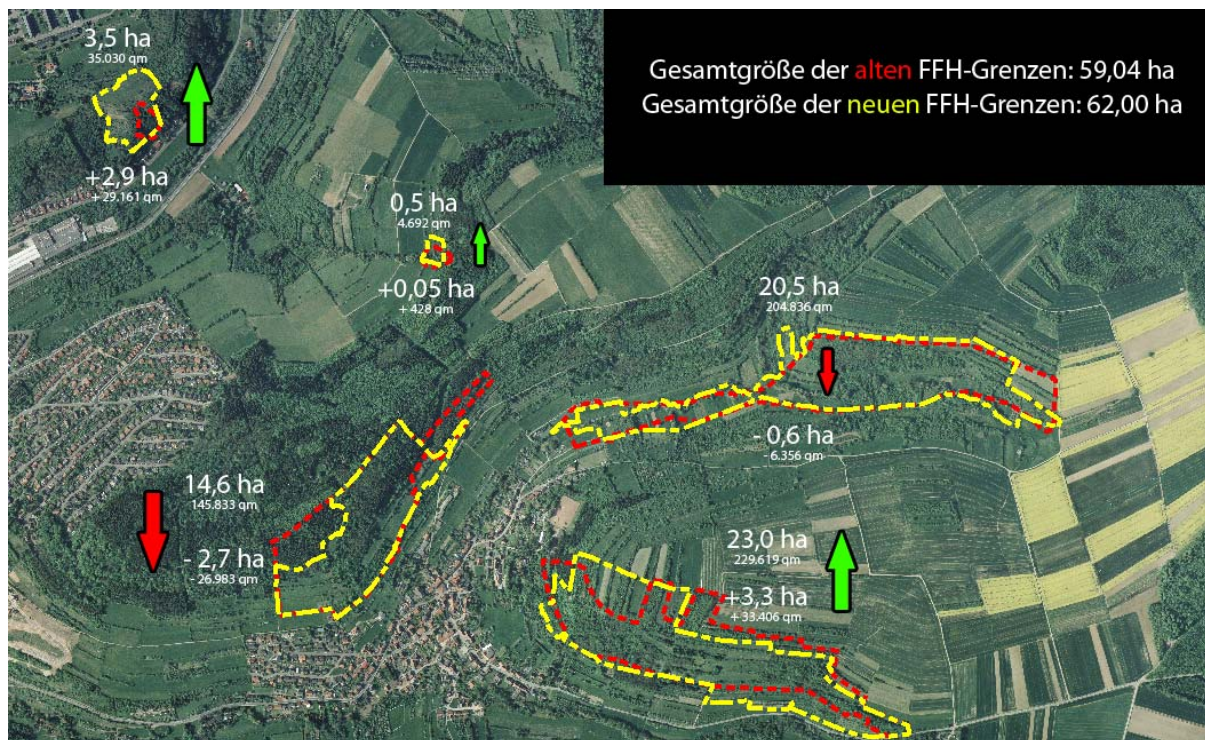 3,5 ha
35.030 qm
+2,9 ha
+ 29.161 qm
Gesamtgröße der alten FFH-Grenzen: 59,04 ha
Gesamtgröße der neuen FFH-Grenzen: 62,00 ha
0,5 ha
4.692 qm
+0,05 ha
+ 428 qm
20,5 ha
204.836 qm
- 0,6 ha
- 6.356 qm
14,6 ha
145.833 qm
- 2,7 ha
- 26.983 qm
23,0 ha
229.619 qm
+3,3 ha
+ 33.406 qm